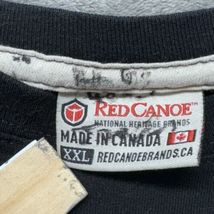 RED CANOE
NATIONAL HERITAGE BRANDS
MADE IN CANADA
XXL REDCANOEBRANDS.CA